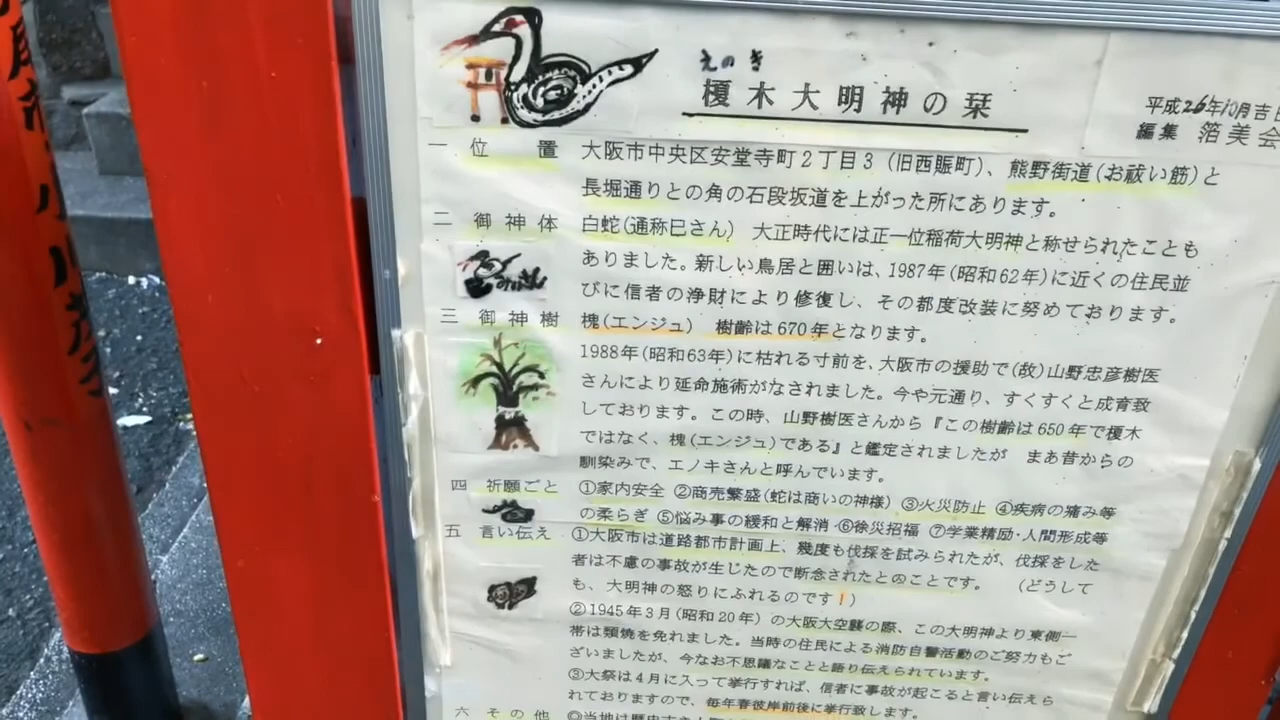 えのき
榎木大明神の栞
平成26年10月吉
編集 箔美会
一 位 置 大阪市中央区安堂寺町2丁目3（旧西賑町）、熊野街道（お祓い筋）と
長堀通りとの角の石段坂道を上がった所にあります。
二 御神体 白蛇（通称巳さん） 大正時代には正一位稲荷大明神と称せられたことも
ありました。新しい鳥居と囲いは、1987年（昭和62年）に近くの住民並
びに信者の浄財により修復し、その都度改装に努めております。
三 御神樹 槐（エンジュ） 樹齢は670年となります。
1988年（昭和63年）に枯れる寸前を、大阪市の援助で（故）山野忠彦樹医
さんにより延命施術がなされました。今や元通り、すくすくと成育致
しております。この時、山野樹医さんから『この樹齢は650年で榎木
ではなく、槐（エンジュ）である』と鑑定されましたが まあ昔からの
馴染みで、エノキさんと呼んでいます。
四 祈願ごと ①家内安全 ②商売繁盛（蛇は商いの神様） ③火災防止 ④疾病の痛み等
の柔らぎ ⑤悩み事の緩和と解消 ⑥徐災招福 ⑦学業精励・人間形成等
五 言い伝え ①大阪市は道路都市計画上、幾度も伐採を試みられたが、伐採をした
者は不慮の事故が生じたので断念されたとのことです。 （どうして
も、大明神の怒りにふれるのです！）
②1945年3月（昭和20年）の大阪大空襲の際、この大明神より東側一
帯は類焼を免れました。当時の住民による消防自警活動のご努力もご
ざいましたが、今なお不思議なことと語り伝えられています。
③大祭は4月に入って挙行すれば、信者に事故が起こると言い伝えら
れておりますので、毎年春彼岸前後に挙行致します。
六 その他